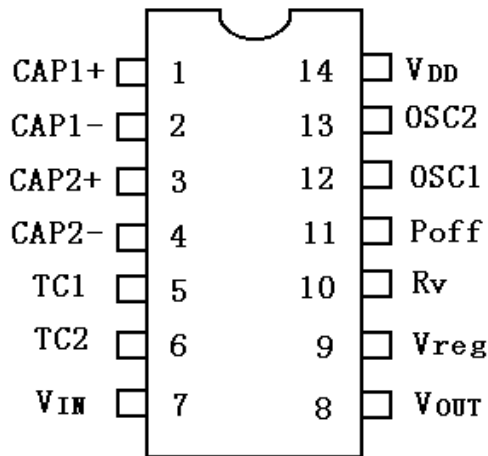 CAP1+ 1 14 VDD
CAP1- 2 13 OSC2
CAP2+ 3 12 OSC1
CAP2- 4 11 Poff
TC1 5 10 Rv
TC2 6 9 Vreg
VIN 7 8 VOUT